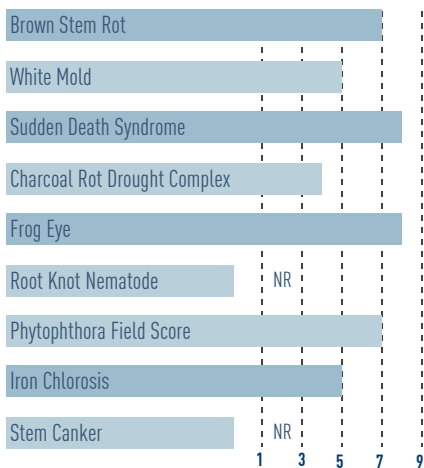 Brown Stem Rot
White Mold
Sudden Death Syndrome
Charcoal Rot Drought Complex
Frog Eye
Root Knot Nematode NR
Phytophthora Field Score
Iron Chlorosis
Stem Canker NR
1 3 5 7 9